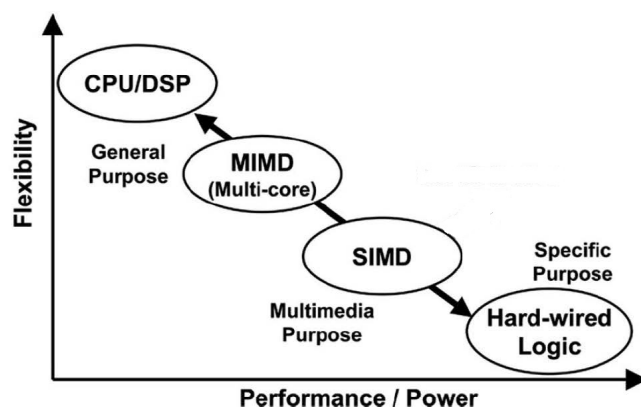 CPU/DSP
Flexibility
General
Purpose
MIMD
(Multi-core)
SIMD
Specific
Purpose
Multimedia
Purpose
Hard-wired
Logic
Performance / Power